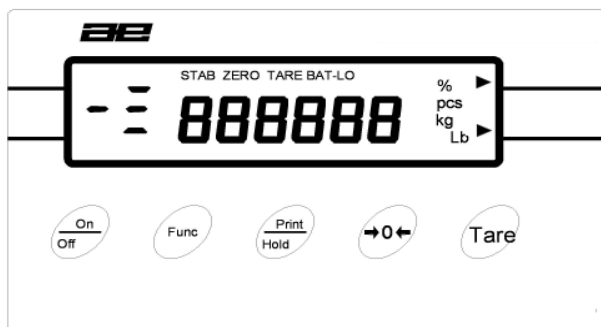 ae
STAB ZERO TARE BAT-LO
888888
%
pcs
kg
Lb
On
Off
Func
Print
Hold
→0←
Tare